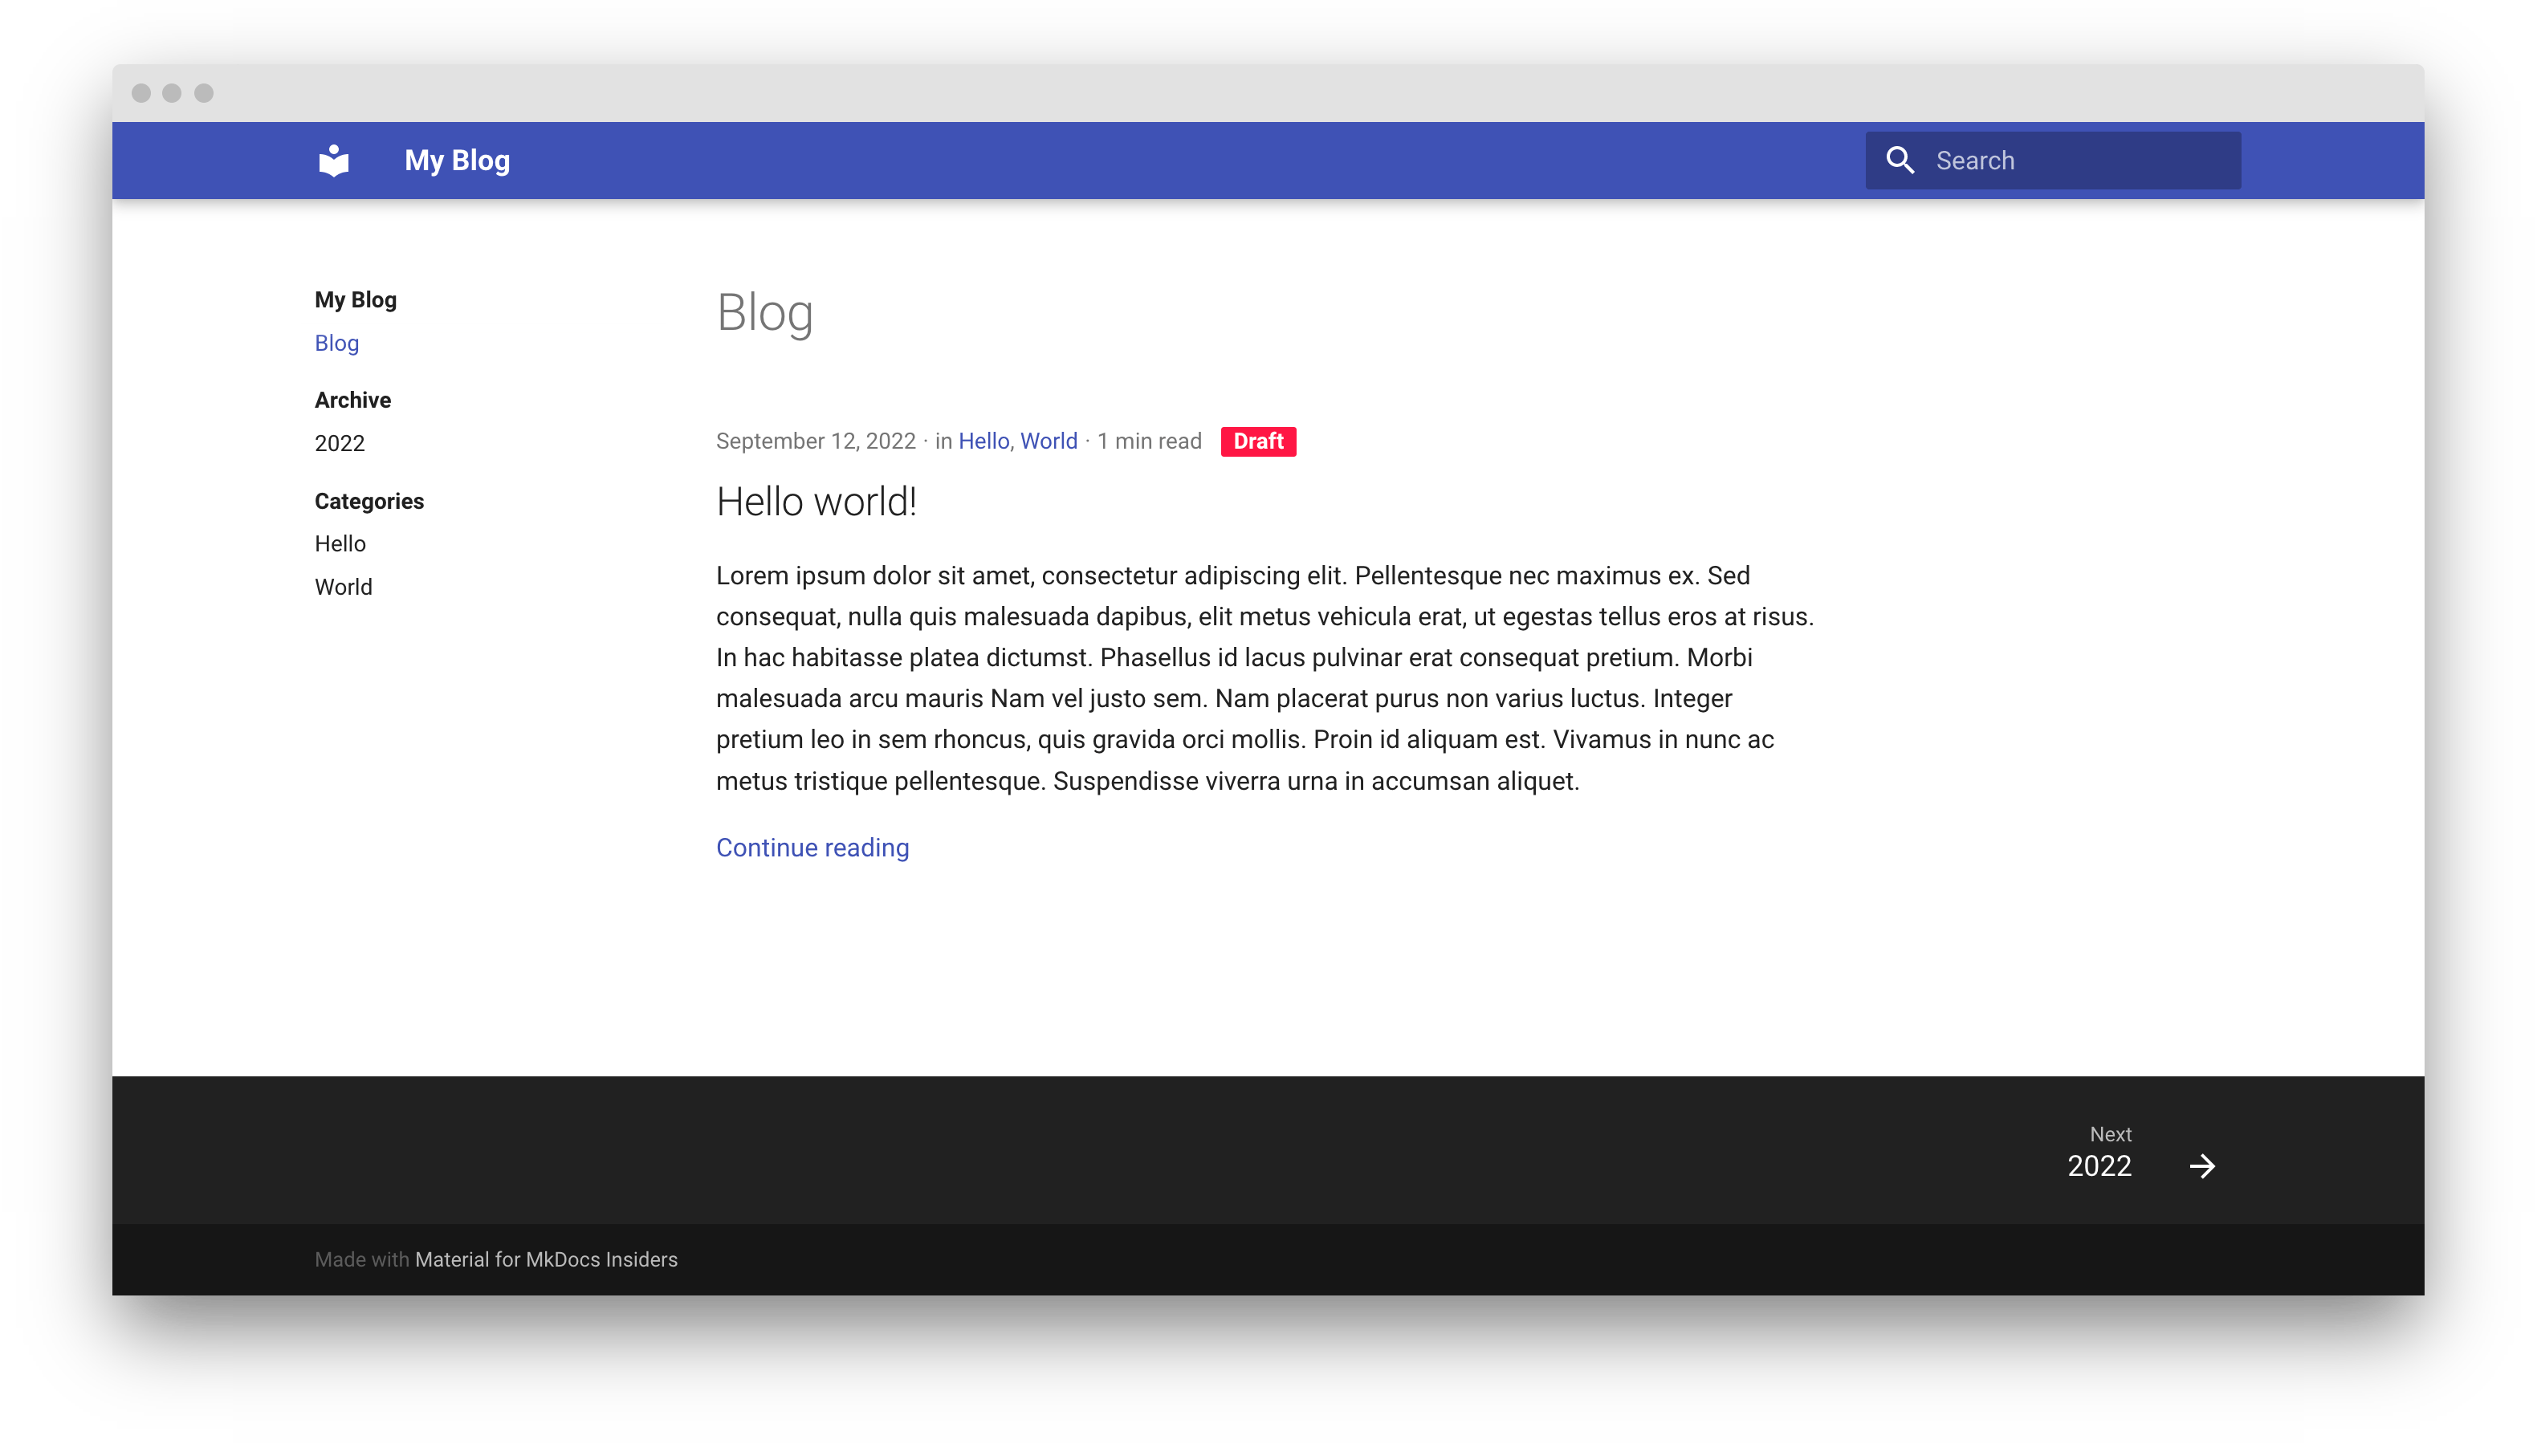 My Blog
Search
My Blog
Blog
Archive
2022
Categories
Hello
World
Blog
September 12, 2022 · in Hello, World · 1 min read Draft
Hello world!
Lorem ipsum dolor sit amet, consectetur adipiscing elit. Pellentesque nec maximus ex. Sed
consequat, nulla quis malesuada dapibus, elit metus vehicula erat, ut egestas tellus eros at risus.
In hac habitasse platea dictumst. Phasellus id lacus pulvinar erat consequat pretium. Morbi
malesuada arcu mauris Nam vel justo sem. Nam placerat purus non varius luctus. Integer
pretium leo in sem rhoncus, quis gravida orci mollis. Proin id aliquam est. Vivamus in nunc ac
metus tristique pellentesque. Suspendisse viverra urna in accumsan aliquet.
Continue reading
Next
2022
Made with Material for MkDocs Insiders